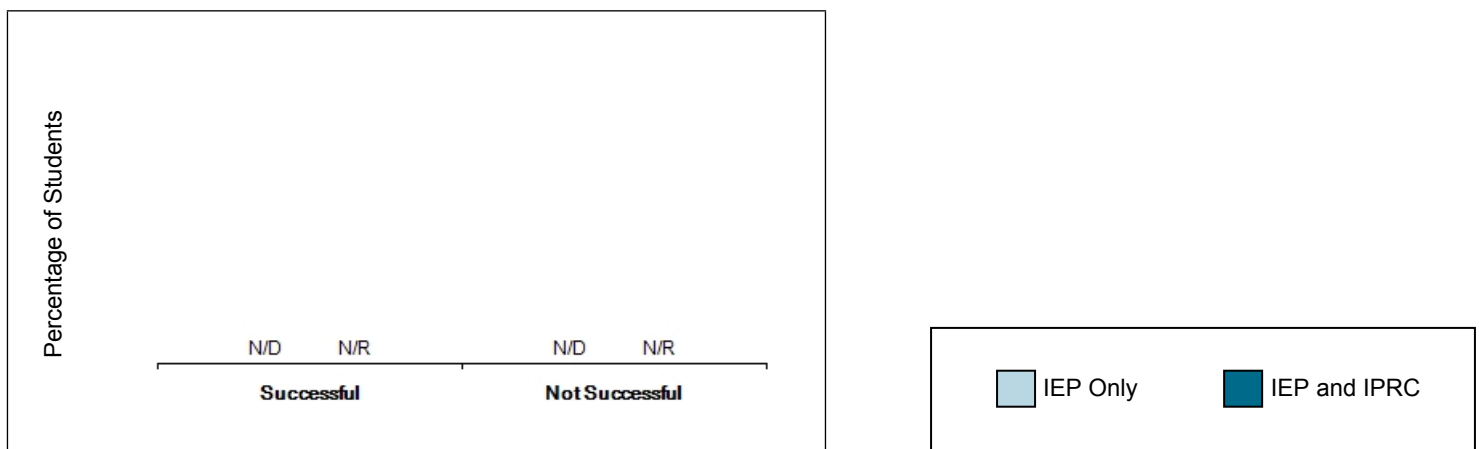 Percentage of Students
N/D N/R N/D N/R
Successful Not Successful
IEP Only IEP and IPRC